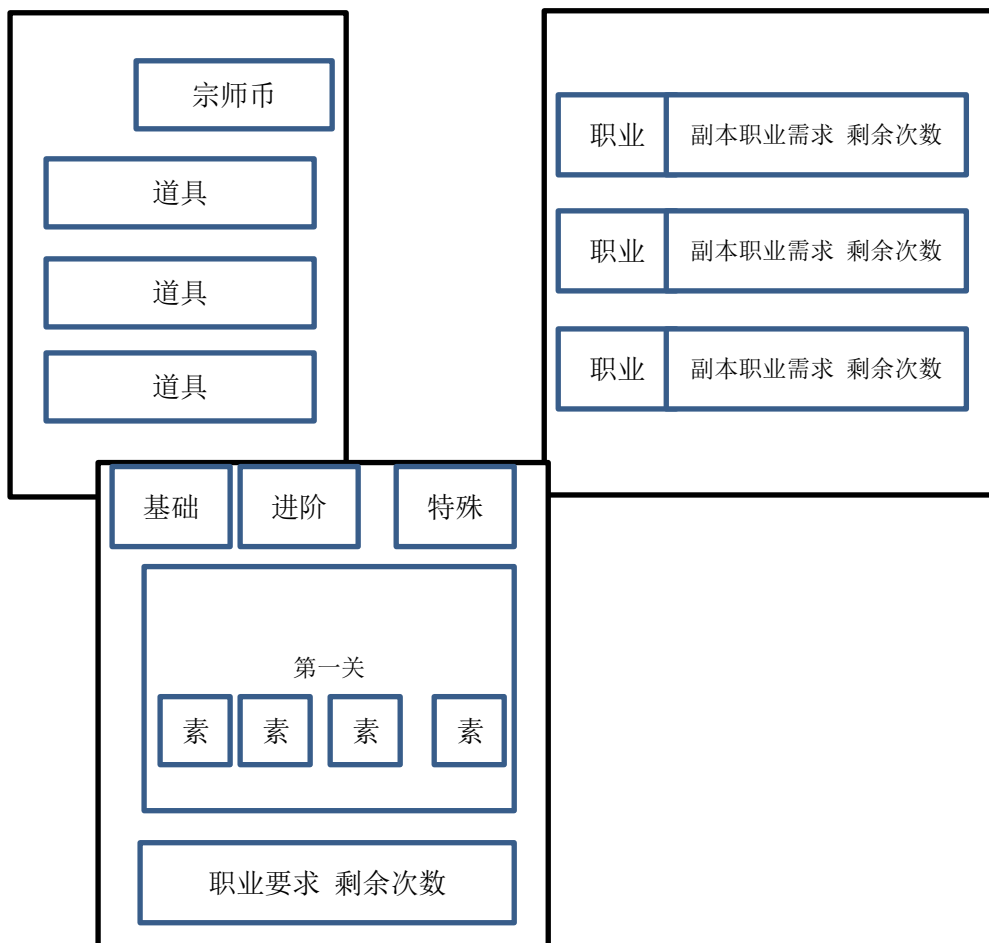 宗师币
道具
道具
道具
职业
副本职业需求 剩余次数
职业
副本职业需求 剩余次数
职业
副本职业需求 剩余次数
基础
进阶
特殊
第一关
素
素
素
素
职业要求 剩余次数